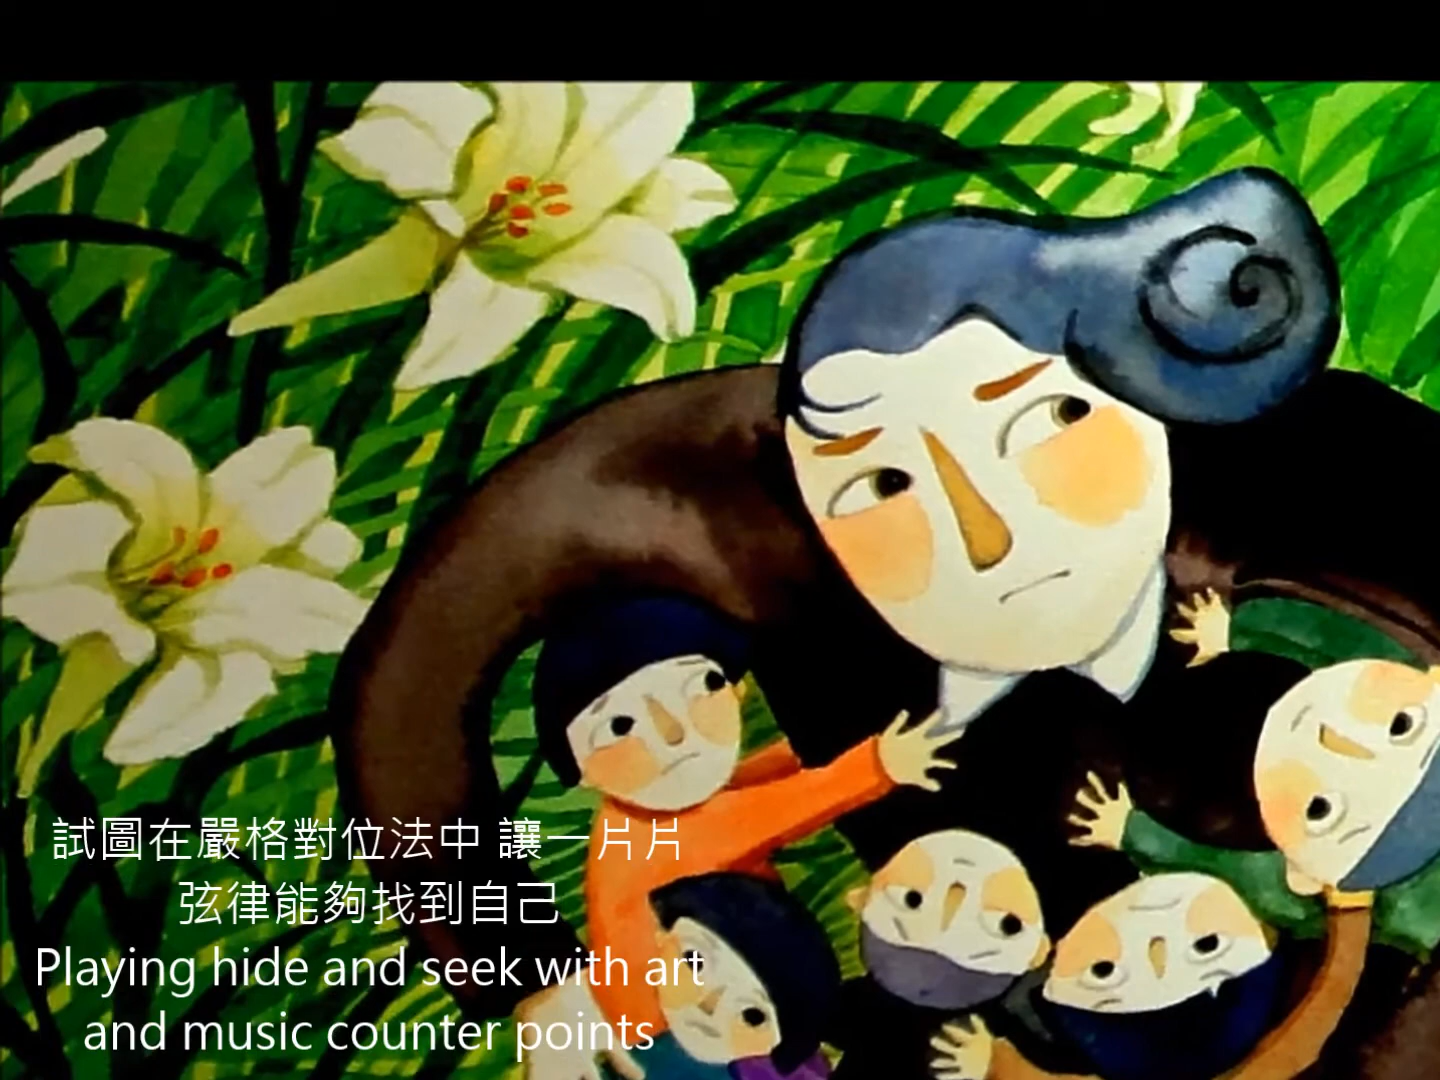 試圖在嚴格對位法中 讓一片片
弦律能夠找到自己
Playing hide and seek with art
and music counter points